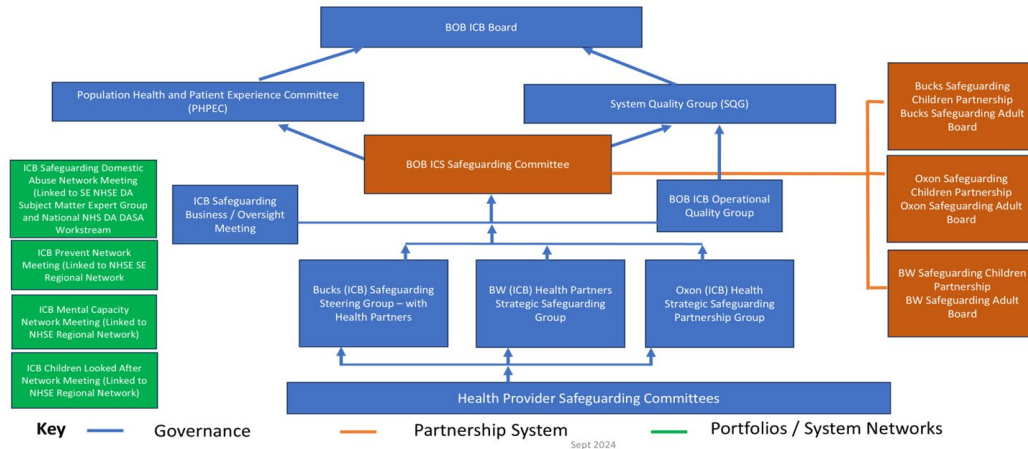 BOB ICB Board
Population Health and Patient Experience Committee
(PHPEC)
System Quality Group (SQG)
Bucks Safeguarding
Children Partnership
Bucks Safeguarding Adult
Board
BOB ICS Safeguarding Committee
ICB Safeguarding Domestic
Abuse Network Meeting
(Linked to SE NHSE DA
Subject Matter Expert Group
and National NHS DA DASA
Workstream
ICB Safeguarding
Business / Oversight
Meeting
BOB ICB Operational
Quality Group
Oxon Safeguarding
Children Partnership
Oxon Safeguarding Adult
Board
ICB Prevent Network
Meeting (Linked to NHSE SE
Regional Network
Bucks (ICB) Safeguarding
Steering Group – with
Health Partners
BW (ICB) Health Partners
Strategic Safeguarding
Group
Oxon (ICB) Health
Strategic Safeguarding
Partnership Group
BW Safeguarding Children
Partnership
BW Safeguarding Adult
Board
ICB Mental Capacity
Network Meeting (Linked to
NHSE Regional Network)
ICB Children Looked After
Network Meeting (Linked to
NHSE Regional Network)
Health Provider Safeguarding Committees
Key Governance Partnership System Portfolios / System Networks
Sept 2024